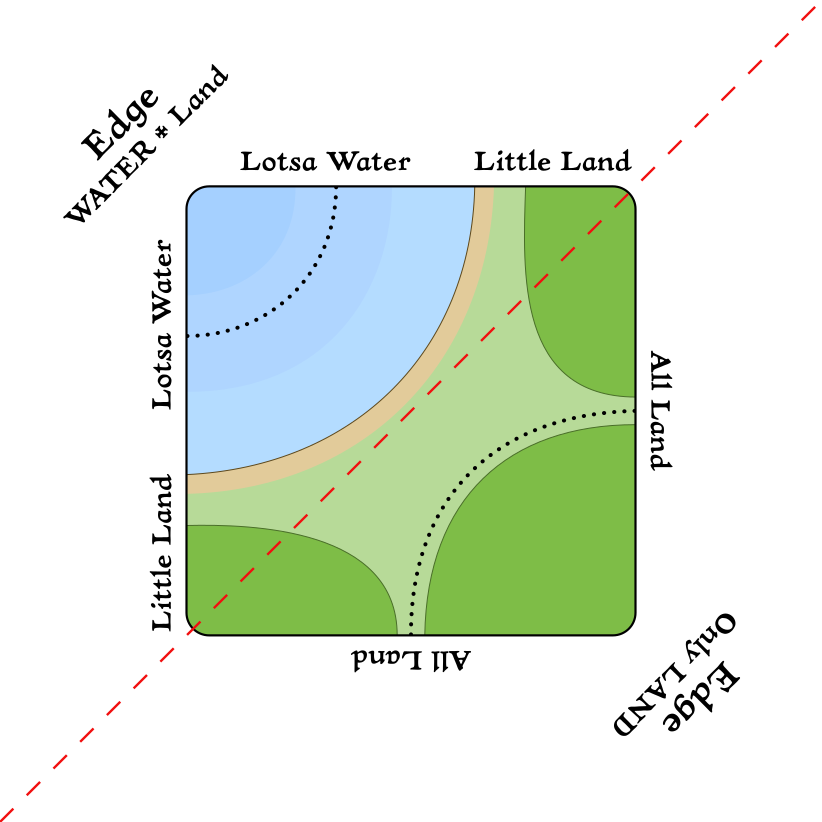 Edge
WATER * Land
Lotsa Water
Little Land
Lotsa Water
Little Land
All Land
All Land
Edge
Only LAND